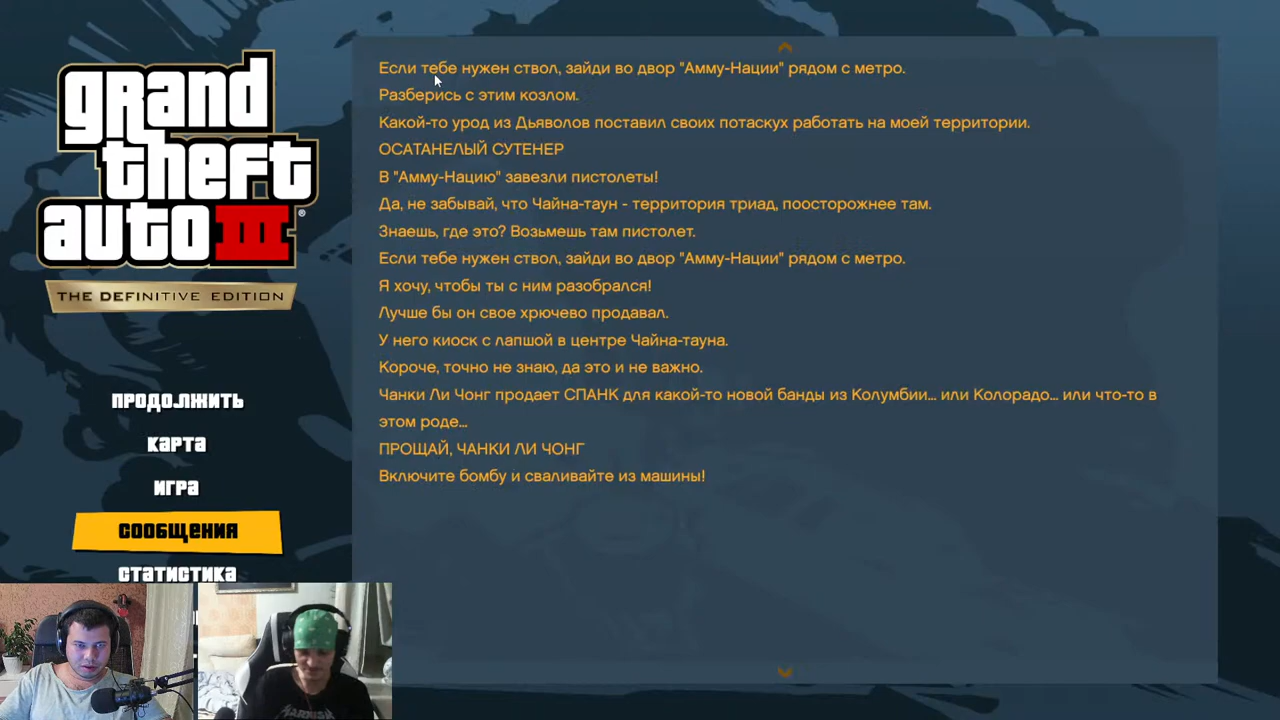 grand
theft
auto III
THE DEFINITIVE EDITION
ПРОДОЛЖИТЬ
КАРТА
ИГРА
СООБЩЕНИЯ
СТАТИСТИКА
Если тебе нужен ствол, зайди во двор "Амму-Нации" рядом с метро.
Разберись с этим козлом.
Какой-то урод из Дьяволов поставил своих потаскух работать на моей территории.
ОСАТАНЕЛЫЙ СУТЕНЕР
В "Амму-Нацию" завезли пистолеты!
Да, не забывай, что Чайна-таун - территория триад, поосторожнее там.
Знаешь, где это? Возьмешь там пистолет.
Если тебе нужен ствол, зайди во двор "Амму-Нации" рядом с метро.
Я хочу, чтобы ты с ним разобрался!
Лучше бы он свое хрючево продавал.
У него киоск с лапшой в центре Чайна-тауна.
Короче, точно не знаю, да это и не важно.
Чанки Ли Чонг продает СПАНК для какой-то новой банды из Колумбии... или Колорадо... или что-то в
этом роде...
ПРОЩАЙ, ЧАНКИ ЛИ ЧОНГ
Включите бомбу и сваливайте из машины!